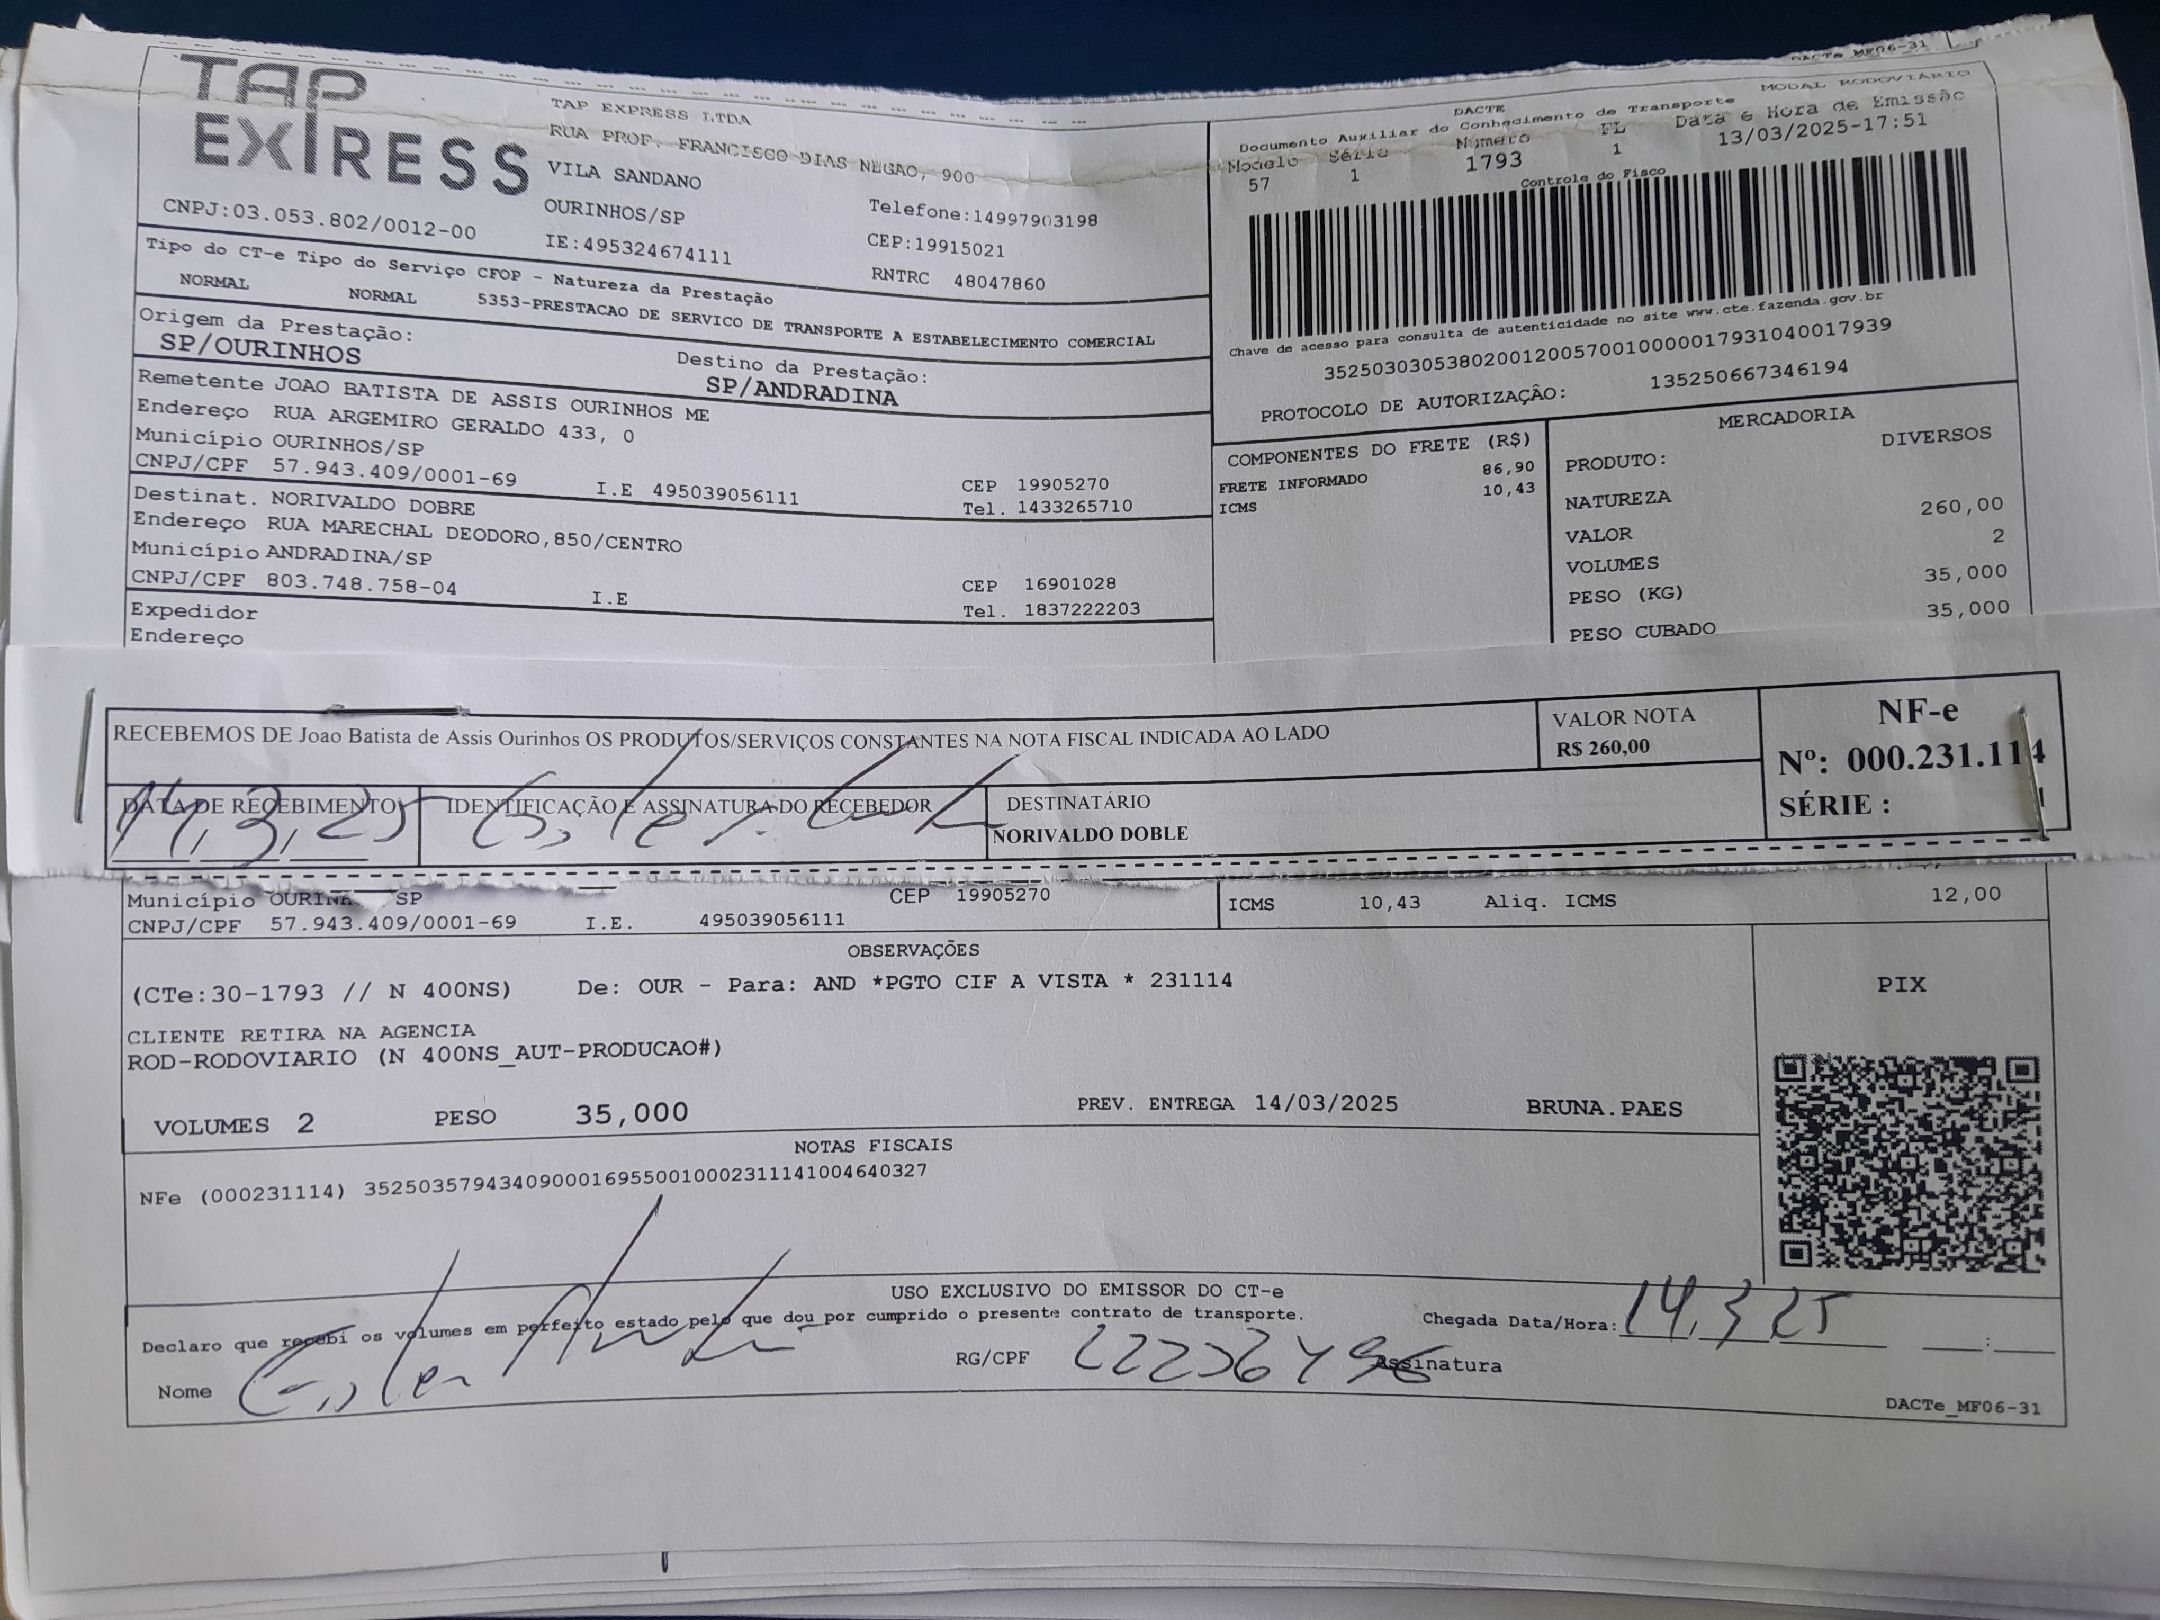 DACTe MF06-31
TAP
EXPRESS
TAP EXPRESS LTDA
RUA PROF. FRANCISCO DIAS NEGAO, 900
VILA SANDANO
OURINHOS/SP Telefone:14997903198
CNPJ:03.053.802/0012-00 IE:495324674111 CEP:19915021
RNTRC 48047860
MODAL RODOVIÁRIO
DACTE
Documento Auxiliar do Conhecimento de Transporte
Modelo Série Número FL Data e Hora de Emissão
57 1 1793 1 13/03/2025-17:51
Controle do Fisco
Chave de acesso para consulta de autenticidade no site www.cte.fazenda.gov.br
35250303053802001200570010000017931040017939
PROTOCOLO DE AUTORIZAÇÃO: 135250667346194
Tipo do CT-e Tipo do Serviço CFOP - Natureza da Prestação
NORMAL NORMAL 5353-PRESTACAO DE SERVICO DE TRANSPORTE A ESTABELECIMENTO COMERCIAL
Origem da Prestação: Destino da Prestação:
SP/OURINHOS SP/ANDRADINA
Remetente JOAO BATISTA DE ASSIS OURINHOS ME
Endereço RUA ARGEMIRO GERALDO 433, 0
Município OURINHOS/SP CEP 19905270
CNPJ/CPF 57.943.409/0001-69 I.E 495039056111 Tel. 1433265710
Destinat. NORIVALDO DOBRE
Endereço RUA MARECHAL DEODORO,850/CENTRO
Município ANDRADINA/SP CEP 16901028
CNPJ/CPF 803.748.758-04 I.E Tel. 1837222203
Expedidor
Endereço
COMPONENTES DO FRETE (R$)
FRETE INFORMADO 86,90
ICMS 10,43
MERCADORIA
PRODUTO: DIVERSOS
NATUREZA
VALOR 260,00
VOLUMES 2
PESO (KG) 35,000
PESO CUBADO 35,000
RECEBEMOS DE Joao Batista de Assis Ourinhos OS PRODUTOS/SERVIÇOS CONSTANTES NA NOTA FISCAL INDICADA AO LADO
VALOR NOTA
R$ 260,00
NF-e
Nº: 000.231.114
SÉRIE : 1
DATA DE RECEBIMENTO
14,3,25
IDENTIFICAÇÃO E ASSINATURA DO RECEBEDOR
DESTINATÁRIO
NORIVALDO DOBLE
Município SP CEP 19905270
CNPJ/CPF 57.943.409/0001-69 I.E. 495039056111
ICMS 10,43 Aliq. ICMS 12,00
OBSERVAÇÕES
(CTe:30-1793 // N 400NS) De: OUR - Para: AND *PGTO CIF A VISTA * 231114
CLIENTE RETIRA NA AGENCIA
ROD-RODOVIARIO (N 400NS_AUT-PRODUCAO#)
VOLUMES 2 PESO 35,000 PREV. ENTREGA 14/03/2025 BRUNA.PAES
PIX
NOTAS FISCAIS
NFe (000231114) 35250357943409000169550010002311141004640327
USO EXCLUSIVO DO EMISSOR DO CT-e
Declaro que recebi os volumes em perfeito estado pelo que dou por cumprido o presente contrato de transporte.
Chegada Data/Hora: 14,3,25 :
Nome RG/CPF Assinatura
DACTe_MF06-31